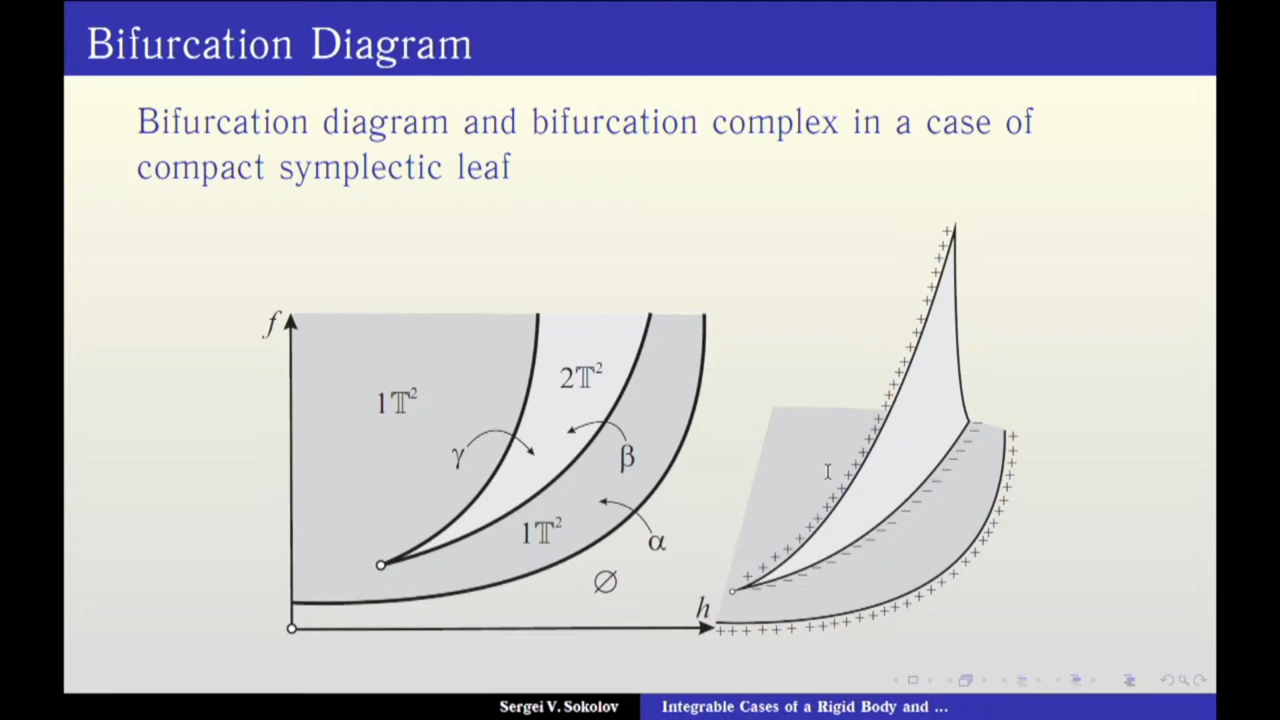 Bifurcation Diagram
Bifurcation diagram and bifurcation complex in a case of
compact symplectic leaf
f
1𝕋²
2𝕋²
γ
β
1𝕋²
α
∅
h
Sergei V. Sokolov
Integrable Cases of a Rigid Body and ...